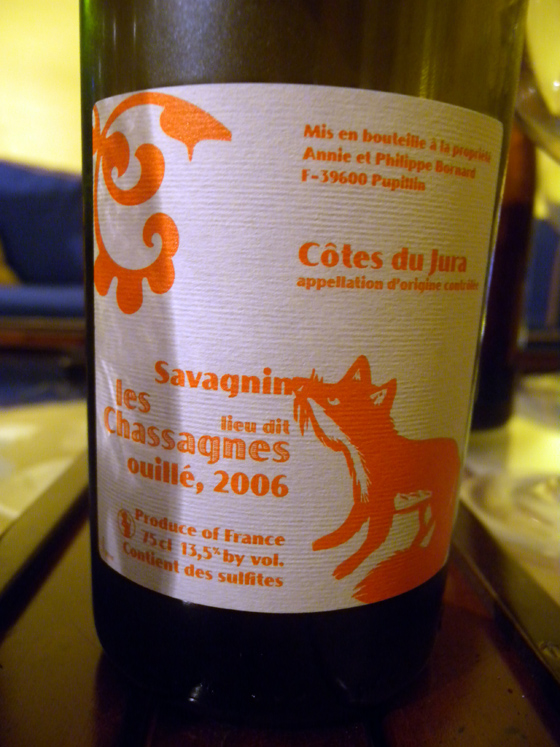 Mis en bouteille à la propriété
Annie et Philippe Bornard
F-39600 Pupillin
Côtes du Jura
appellation d'origine contrôlée
Savagnin
les
lieu dit
Chassagnes
ouillé, 2006
Produce of France
75 cl 13,5% by vol.
Contient des sulfites